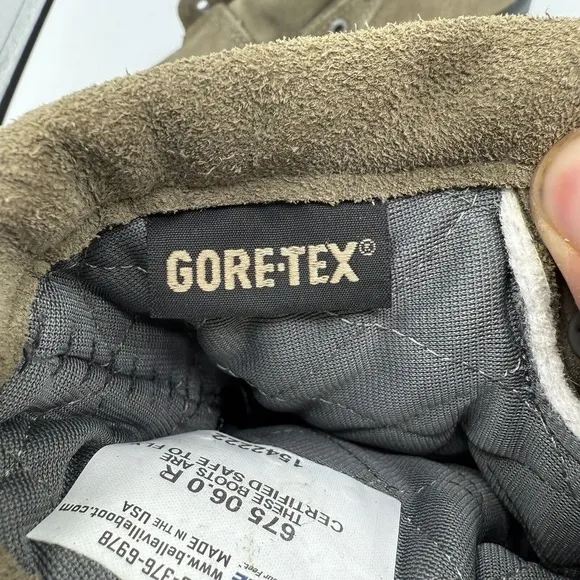 GORE-TEX®
1542222
675 06.0 R
THESE BOOTS ARE
CERTIFIED SAFE TO
MADE IN THE USA
www.bellevilleboot.com
376-6978